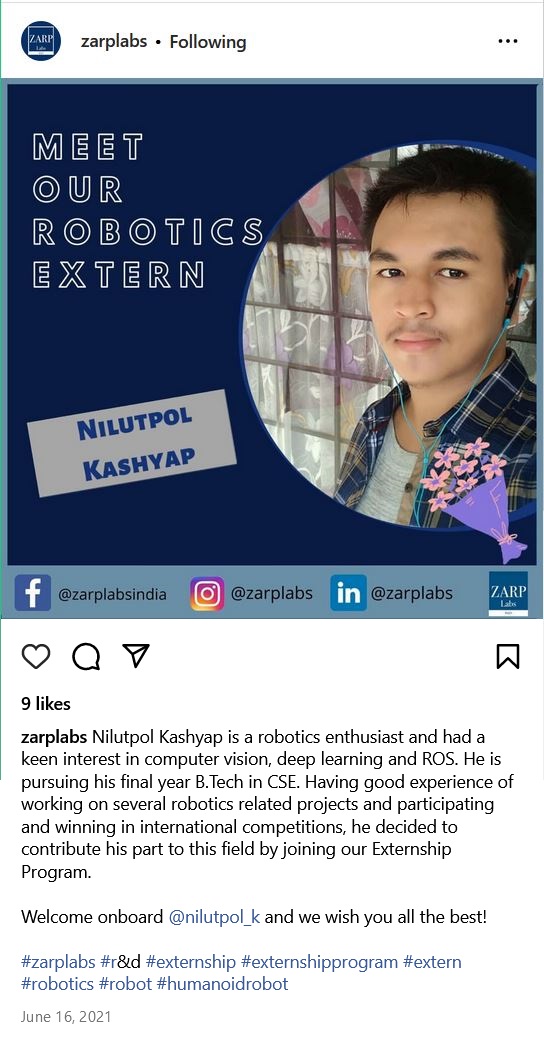 ZARP
Labs
zarplabs • Following
MEET
OUR
ROBOTICS
EXTERN
NILUTPOL
KASHYAP
@zarplabsindia
@zarplabs
@zarplabs
ZARP
Labs
9 likes
zarplabs Nilutpol Kashyap is a robotics enthusiast and had a
keen interest in computer vision, deep learning and ROS. He is
pursuing his final year B.Tech in CSE. Having good experience of
working on several robotics related projects and participating
and winning in international competitions, he decided to
contribute his part to this field by joining our Externship
Program.
Welcome onboard @nilutpol_k and we wish you all the best!
#zarplabs #r&d #externship #externshipprogram #extern
#robotics #robot #humanoidrobot
June 16, 2021